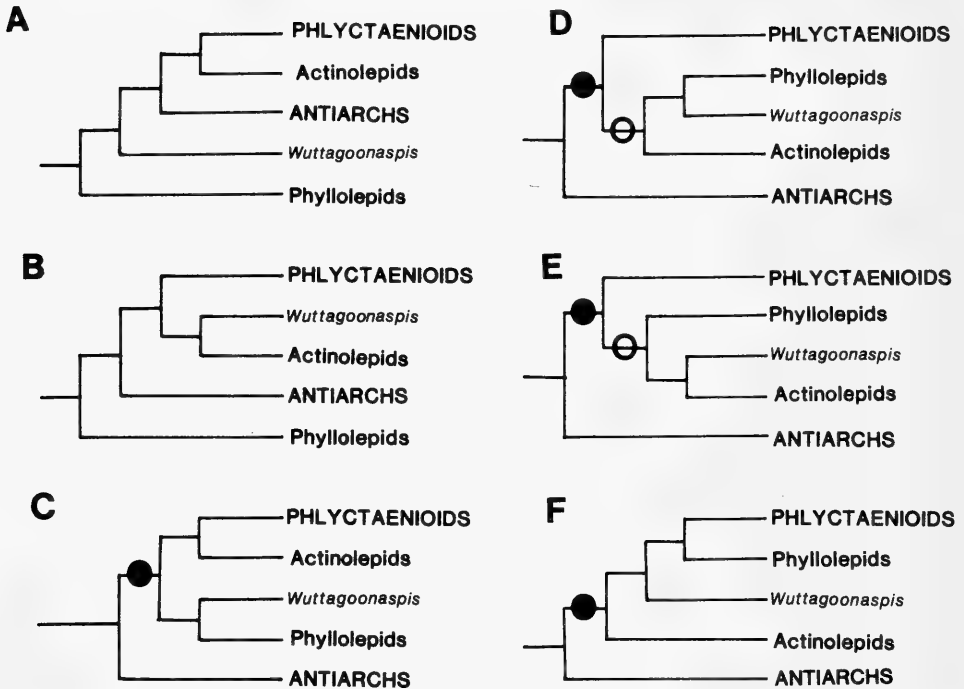 A
PHLYCTAENIOIDS
Actinolepids
ANTIARCHS
Wuttagoonaspis
Phyllolepids
B
PHLYCTAENIOIDS
Wuttagoonaspis
Actinolepids
ANTIARCHS
Phyllolepids
C
PHLYCTAENIOIDS
Actinolepids
Wuttagoonaspis
Phyllolepids
ANTIARCHS
D
PHLYCTAENIOIDS
Phyllolepids
Wuttagoonaspis
Actinolepids
ANTIARCHS
E
PHLYCTAENIOIDS
Phyllolepids
Wuttagoonaspis
Actinolepids
ANTIARCHS
F
PHLYCTAENIOIDS
Phyllolepids
Wuttagoonaspis
Actinolepids
ANTIARCHS